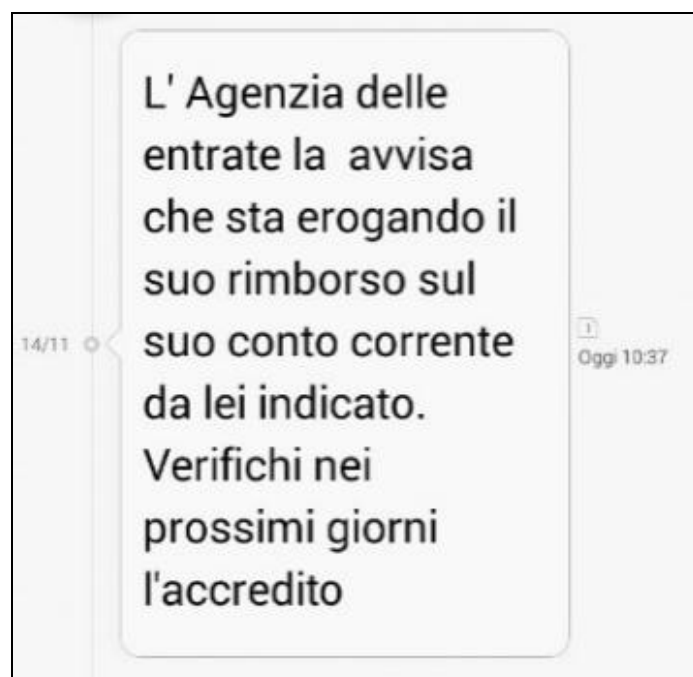 L' Agenzia delle
entrate la  avvisa
che sta erogando il
suo rimborso sul
14/11
suo conto corrente
1
Oggi 10:37
da lei indicato.
Verifichi nei
prossimi giorni
l'accredito